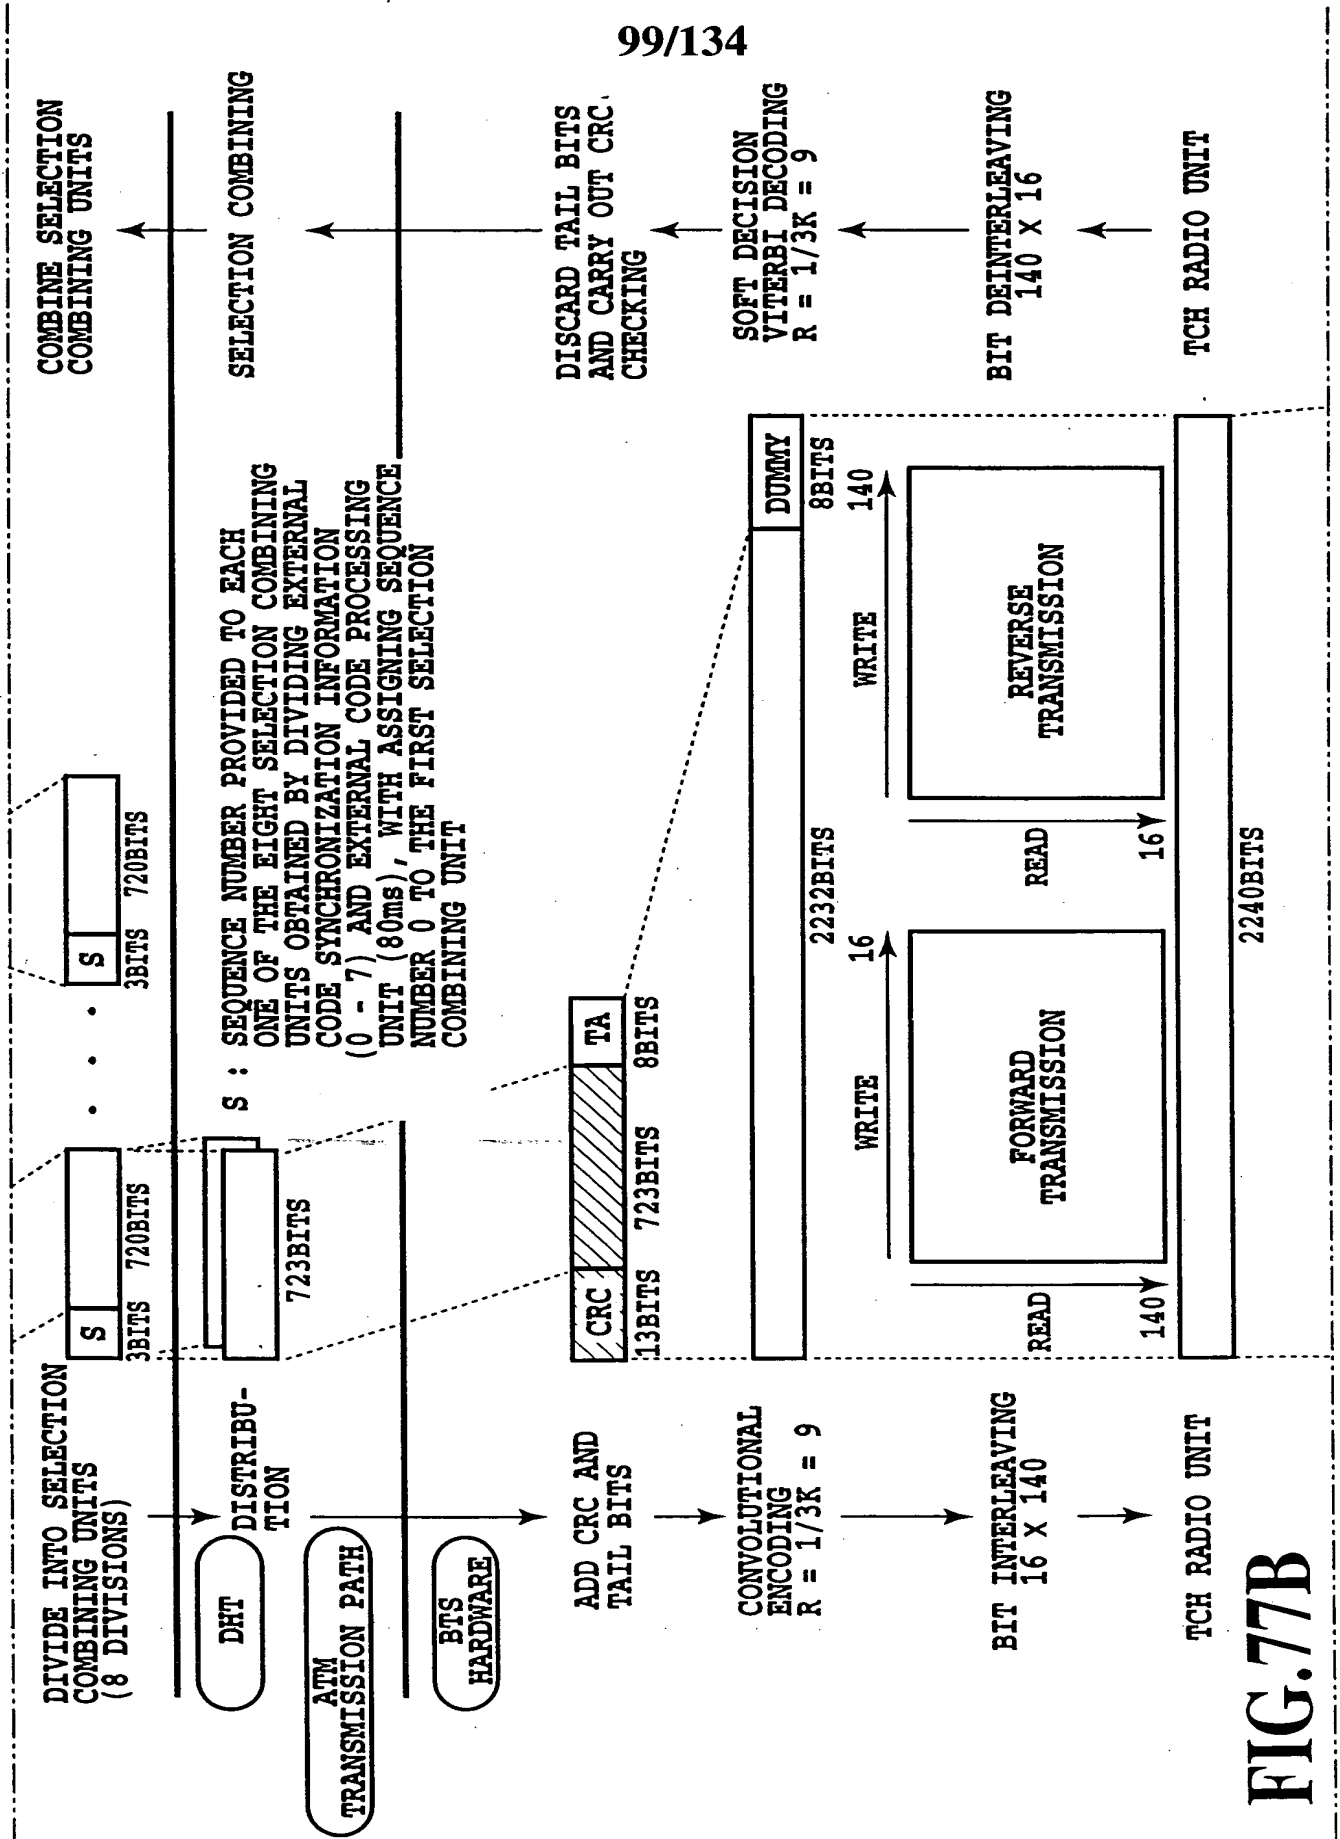 99/134
DIVIDE INTO SELECTION
COMBINING UNITS
(8 DIVISIONS)
S
3BITS
720BITS
S
3BITS
720BITS
COMBINE SELECTION
COMBINING UNITS
DHT
DISTRIBU-
TION
723BITS
S : SEQUENCE NUMBER PROVIDED TO EACH
ONE OF THE EIGHT SELECTION COMBINING
UNITS OBTAINED BY DIVIDING EXTERNAL
CODE SYNCHRONIZATION INFORMATION
(0 - 7) AND EXTERNAL CODE PROCESSING
UNIT (80ms), WITH ASSIGNING SEQUENCE
NUMBER 0 TO THE FIRST SELECTION
COMBINING UNIT
SELECTION COMBINING
ATM
TRANSMISSION PATH
BTS
HARDWARE
ADD CRC AND
TAIL BITS
CRC
TA
13BITS
723BITS
8BITS
DISCARD TAIL BITS
AND CARRY OUT CRC
CHECKING
CONVOLUTIONAL
ENCODING
R = 1/3K = 9
DUMMY
2232BITS
8BITS
SOFT DECISION
VITERBI DECODING
R = 1/3K = 9
BIT INTERLEAVING
16 X 140
WRITE
16
READ
140
FORWARD
TRANSMISSION
WRITE
140
READ
16
REVERSE
TRANSMISSION
BIT DEINTERLEAVING
140 X 16
TCH RADIO UNIT
2240BITS
TCH RADIO UNIT
FIG.77B